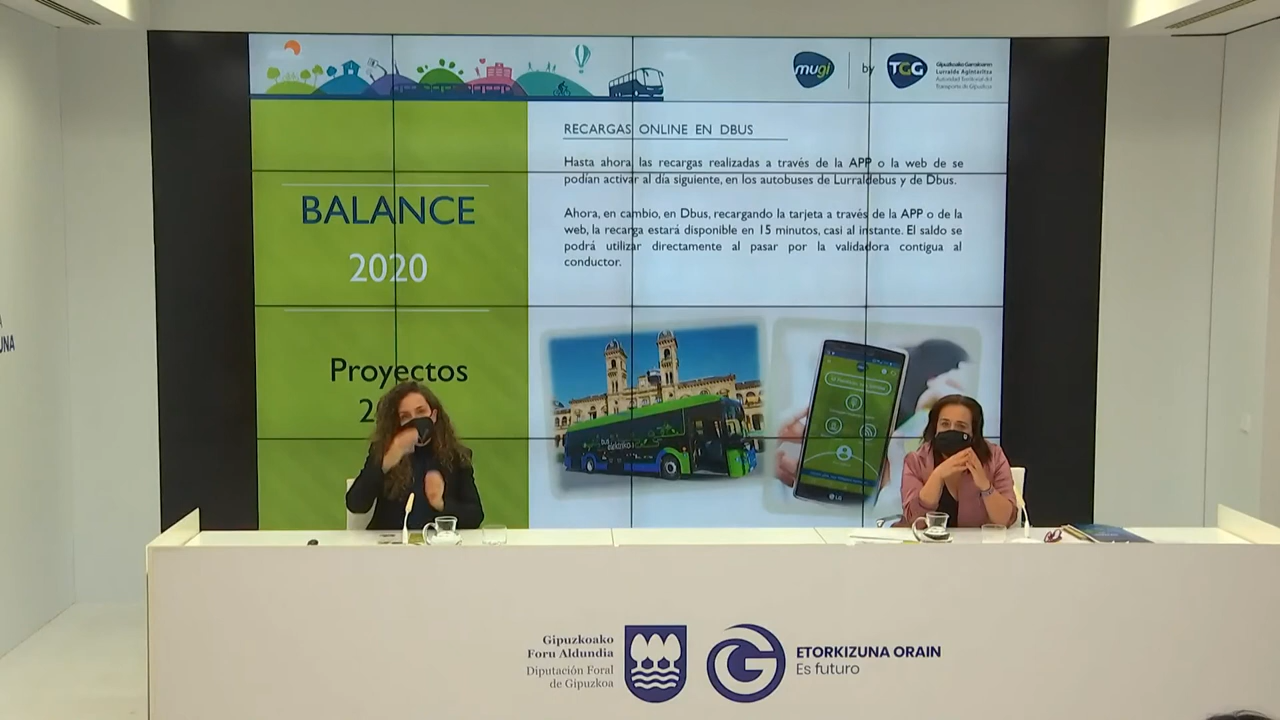 mugi
by
TGG
Gipuzkoako Garraioaren
Lurralde Agintaritza
Autoridad Territorial del
Transporte de Gipuzkoa
RECARGAS ONLINE EN DBUS
Hasta ahora, las recargas realizadas a través de la APP o la web de se
podían activar al día siguiente, en los autobuses de Lurraldebus y de Dbus.
Ahora, en cambio, en Dbus, recargando la tarjeta a través de la APP o de la
web, la recarga estará disponible en 15 minutos, casi al instante. El saldo se
podrá utilizar directamente al pasar por la validadora contigua al
conductor.
BALANCE
2020
Proyectos
2
bus
elektrikoa
LG
UNA
Gipuzkoako
Foru Aldundia
Diputación Foral
de Gipuzkoa
ETORKIZUNA ORAIN
Es futuro